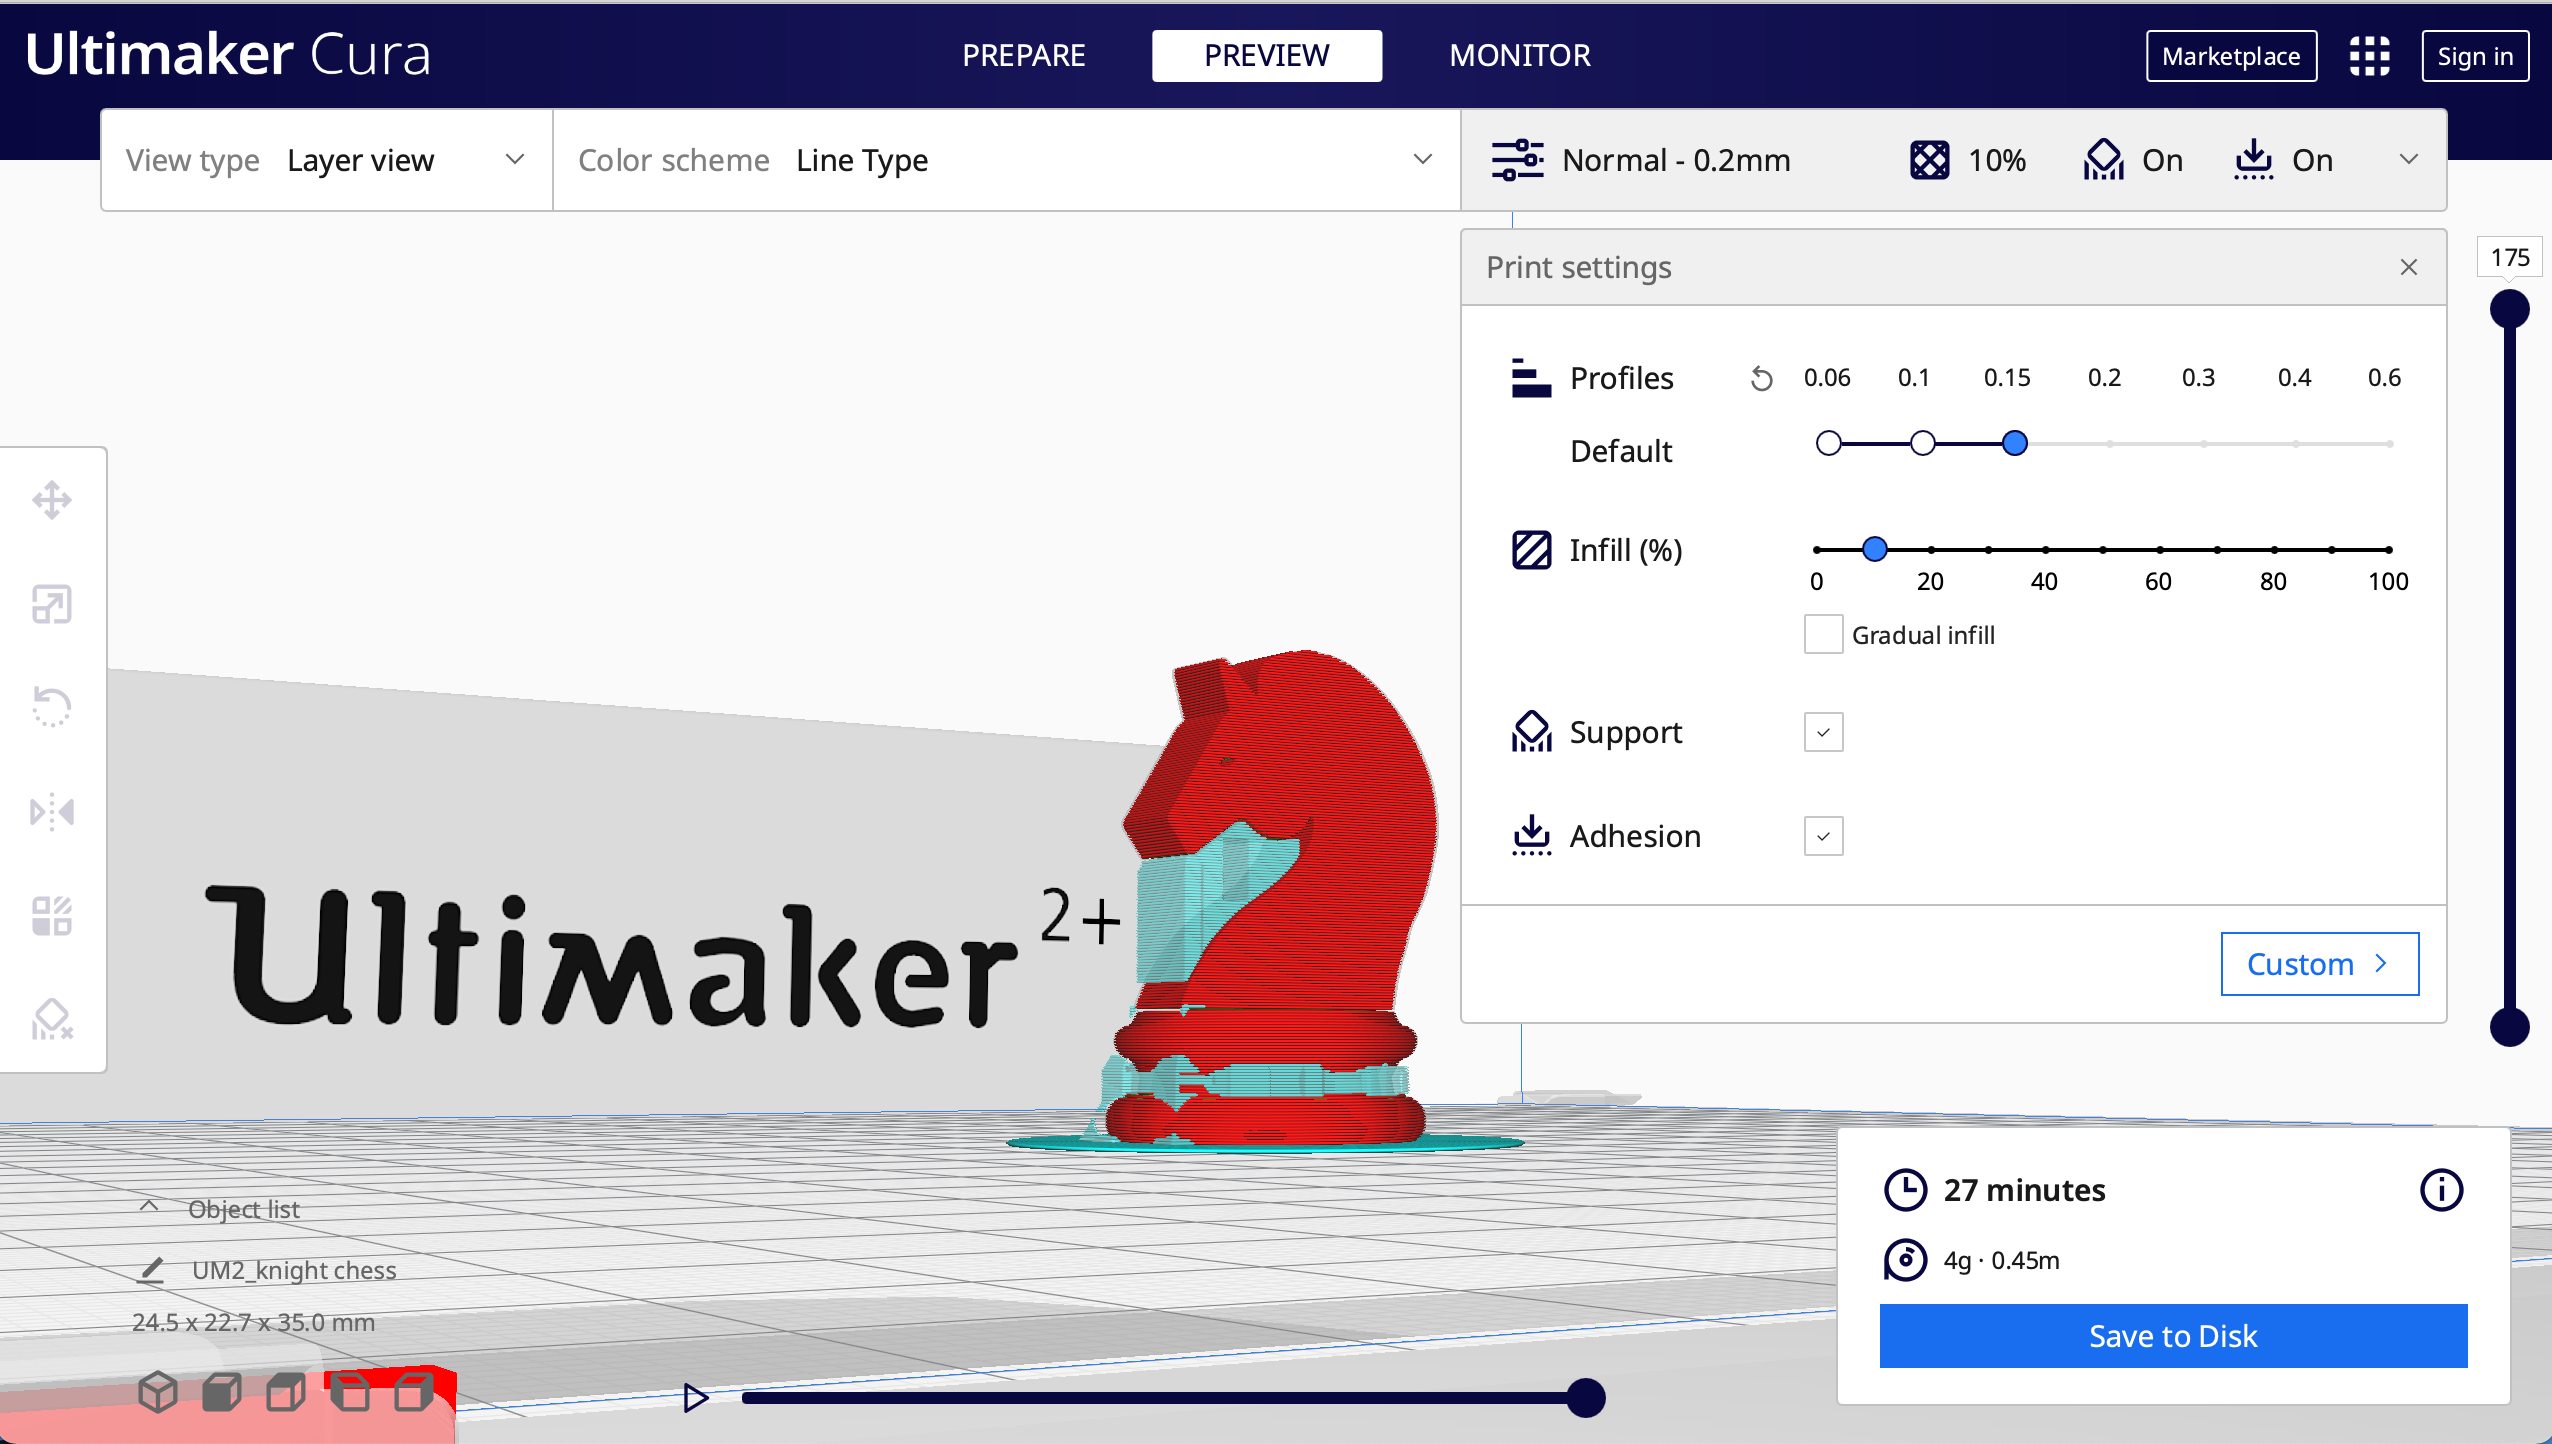 Ultimaker Cura
PREPARE PREVIEW MONITOR
Marketplace Sign in
View type Layer view
Color scheme Line Type
Normal - 0.2mm 10% On On
Print settings
175
Profiles 0.06 0.1 0.15 0.2 0.3 0.4 0.6
Default
Infill (%)
0 20 40 60 80 100
Gradual infill
Support
Adhesion
Custom
Ultimaker 2+
Object list
UM2_knight chess
24.5 x 22.7 x 35.0 mm
27 minutes
4g · 0.45m
Save to Disk